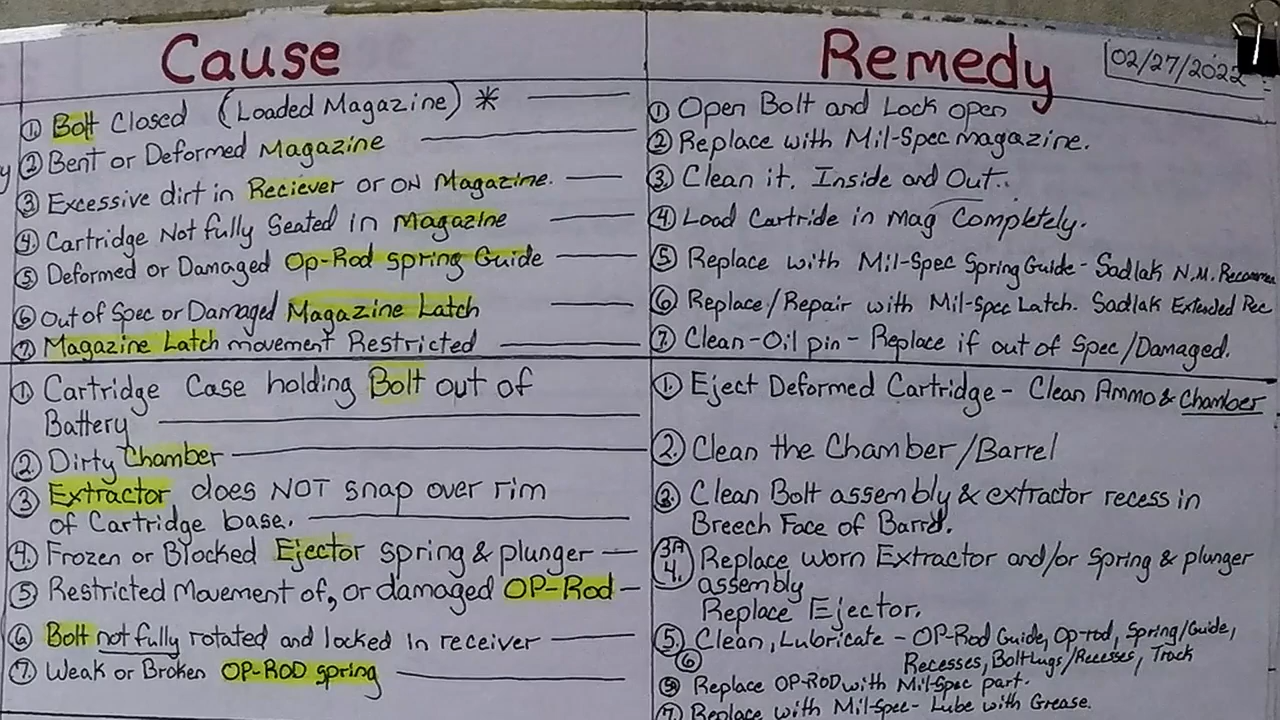 Cause
Remedy
02/27/2022
① Bolt Closed (Loaded Magazine) *
① Open Bolt and Lock open
② Bent or Deformed Magazine
② Replace with Mil-Spec magazine.
③ Excessive dirt in Reciever or on Magazine.
③ Clean it. Inside and Out..
④ Cartridge Not fully Seated in Magazine
④ Load Cartride in Mag Completely.
⑤ Deformed or Damaged Op-Rod spring Guide
⑤ Replace with Mil-Spec Spring Guide - Sadlak N.M. Recommen
⑥ Out of Spec or Damaged Magazine Latch
⑥ Replace/Repair with Mil-Spec Latch. Sadlak Extended Rec
⑦ Magazine Latch movement Restricted
⑦ Clean-Oil pin - Replace if out of Spec/Damaged.
① Cartridge Case holding Bolt out of
Battery
① Eject Deformed Cartridge - Clean Ammo & Chamber
② Dirty Chamber
②. Clean the Chamber/Barrel
③ Extractor does NOT snap over rim
of Cartridge base.
③. Clean Bolt assembly & extractor recess in
Breech Face of Barrel.
④. Frozen or Blocked Ejector spring & plunger
3A Replace worn Extractor and/or Spring & plunger
assembly
4. Replace Ejector.
⑤ Restricted Movement of, or damaged OP-Rod
⑤ Clean, Lubricate - OP-Rod Guide, Op-rod, Spring/Guide,
⑥ Recesses, Bolt Lugs/Recesses, Track
⑥ Bolt not fully rotated and locked in receiver
⑤ Replace OP-ROD with Mil-Spec part.
⑦ Weak or Broken OP-ROD spring
⑦ Replace with Mil-Spec - Lube with Grease.